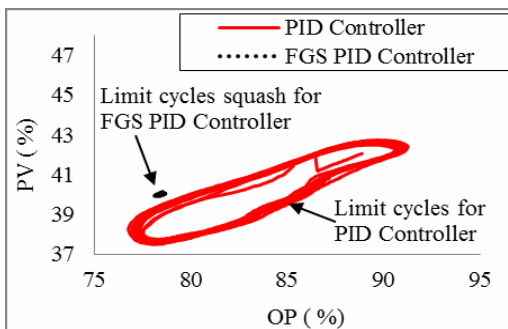 PID Controller
FGS PID Controller
47
45
43
41
39
37
PV ( %)
Limit cycles squash for
FGS PID Controller
Limit cycles for
PID Controller
75 80 85 90 95
OP ( %)